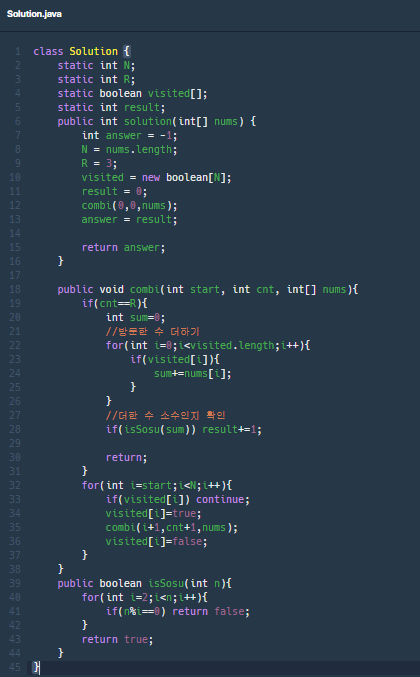 Solution.java
1 class Solution {
2 static int N;
3 static int R;
4 static boolean visited[];
5 static int result;
6 public int solution(int[] nums) {
7 int answer = -1;
8 N = nums.length;
9 R = 3;
10 visited = new boolean[N];
11 result = 0;
12 combi(0,0,nums);
13 answer = result;
14
15 return answer;
16 }
17
18 public void combi(int start, int cnt, int[] nums){
19 if(cnt==R){
20 int sum=0;
21 //방문한 수 더하기
22 for(int i=0;i<visited.length;i++){
23 if(visited[i]){
24 sum+=nums[i];
25 }
26 }
27 //더한 수 소수인지 확인
28 if(isSosu(sum)) result+=1;
29
30 return;
31 }
32 for(int i=start;i<N;i++){
33 if(visited[i]) continue;
34 visited[i]=true;
35 combi(i+1,cnt+1,nums);
36 visited[i]=false;
37 }
38 }
39 public boolean isSosu(int n){
40 for(int i=2;i<n;i++){
41 if(n%i==0) return false;
42 }
43 return true;
44 }
45 }